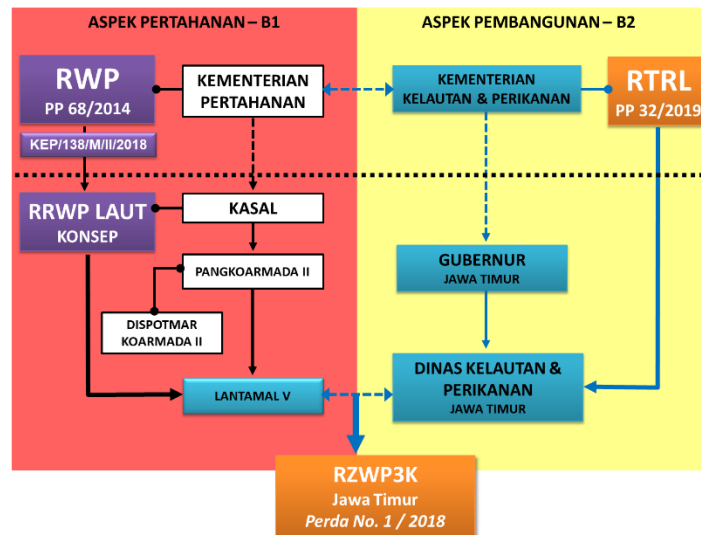 ASPEK PERTAHANAN – B1
ASPEK PEMBANGUNAN – B2
RWP
PP 68/2014
KEMENTERIAN
PERTAHANAN
KEMENTERIAN
KELAUTAN & PERIKANAN
RTRL
PP 32/2019
KEP/138/M/II/2018
RRWP LAUT
KONSEP
KASAL
PANGKOARMADA II
GUBERNUR
JAWA TIMUR
DISPOTMAR
KOARMADA II
LANTAMAL V
DINAS KELAUTAN &
PERIKANAN
JAWA TIMUR
RZWP3K
Jawa Timur
Perda No. 1 / 2018